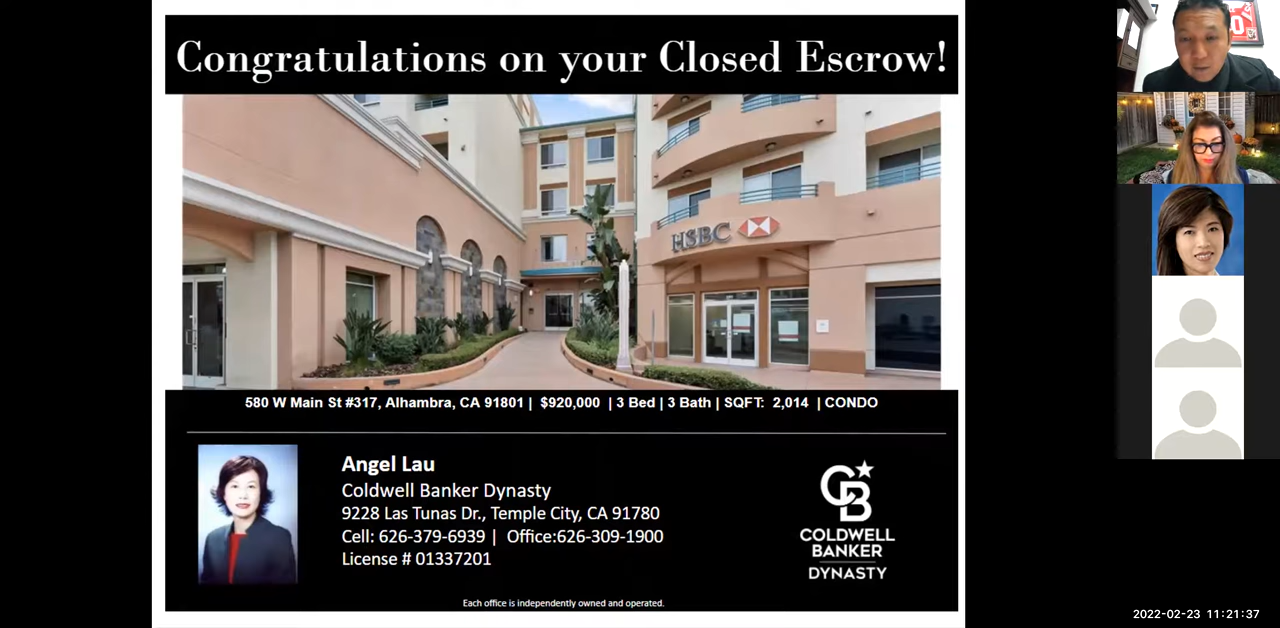 Congratulations on your Closed Escrow!
HSBC
580 W Main St #317, Alhambra, CA 91801 | $920,000 | 3 Bed | 3 Bath | SQFT: 2,014 | CONDO
Angel Lau
Coldwell Banker Dynasty
9228 Las Tunas Dr., Temple City, CA 91780
Cell: 626-379-6939 | Office:626-309-1900
License # 01337201
CB
COLDWELL
BANKER
DYNASTY
Each office is independently owned and operated.
2022-02-23 11:21:37